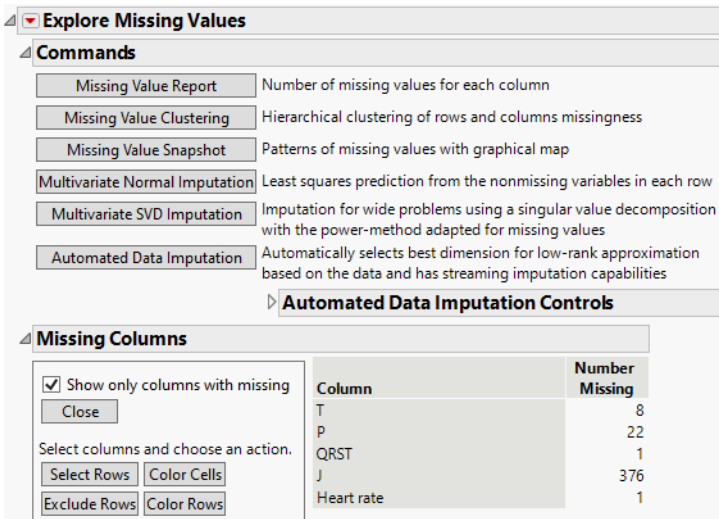 Explore Missing Values
Commands
Missing Value Report Number of missing values for each column
Missing Value Clustering Hierarchical clustering of rows and columns missingness
Missing Value Snapshot Patterns of missing values with graphical map
Multivariate Normal Imputation Least squares prediction from the nonmissing variables in each row
Multivariate SVD Imputation Imputation for wide problems using a singular value decomposition
with the power-method adapted for missing values
Automated Data Imputation Automatically selects best dimension for low-rank approximation
based on the data and has streaming imputation capabilities
Automated Data Imputation Controls
Missing Columns
Show only columns with missing
Close
Select columns and choose an action.
Select Rows Color Cells
Exclude Rows Color Rows
Number
Column Missing
T 8
P 22
QRST 1
J 376
Heart rate 1